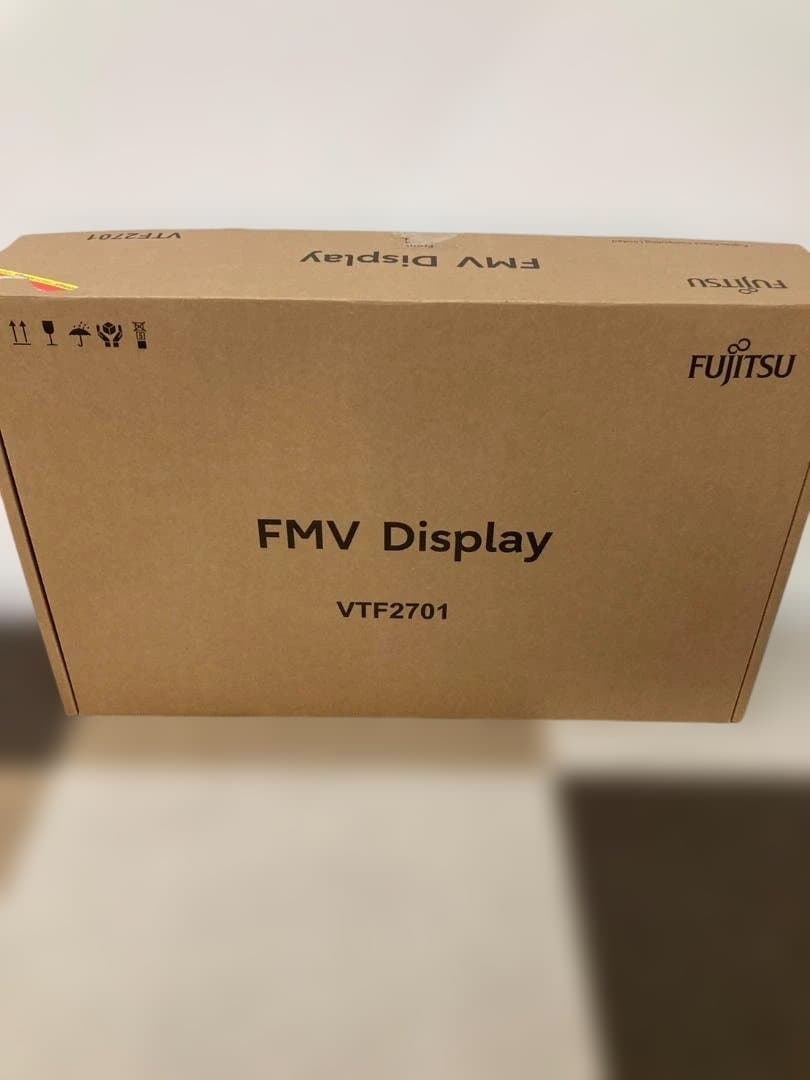 VTF2701
FMV Display
FUJITSU
FUJITSU
FMV Display
VTF2701